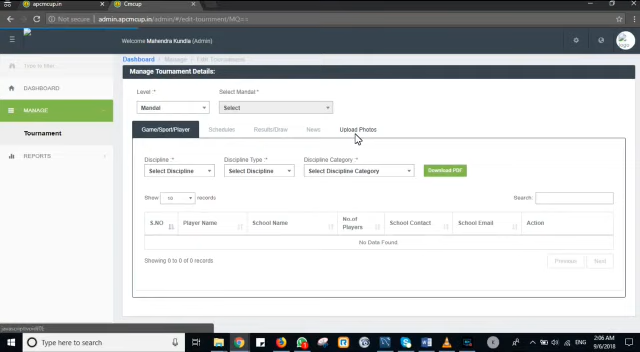 apcmcup.in
Cmcup
Not secure
admin.apcmcup.in/admin/#/edit-tourntment/MQ==
Welcome Mahendra Kundla (Admin)
Type to filter...
DASHBOARD
MANAGE
Tournament
REPORTS
Dashboard
Manage
Edit Tournament
Manage Tournament Details:
Level : *
Select Mandal *
Mandal
Select
Game/Sport/Player
Schedules
Results/Draw
News
Upload Photos
Discipline : *
Discipline Type : *
Discipline Category : *
Select Discipline
Select Discipline
Select Discipline Category
Download PDF
Show
10
records
Search:
S.NO
Player Name
School Name
No.of Players
School Contact
School Email
Action
No Data Found
Showing 0 to 0 of 0 records
Previous
Next
Type here to search
ENG
2:06 AM
9/6/2018